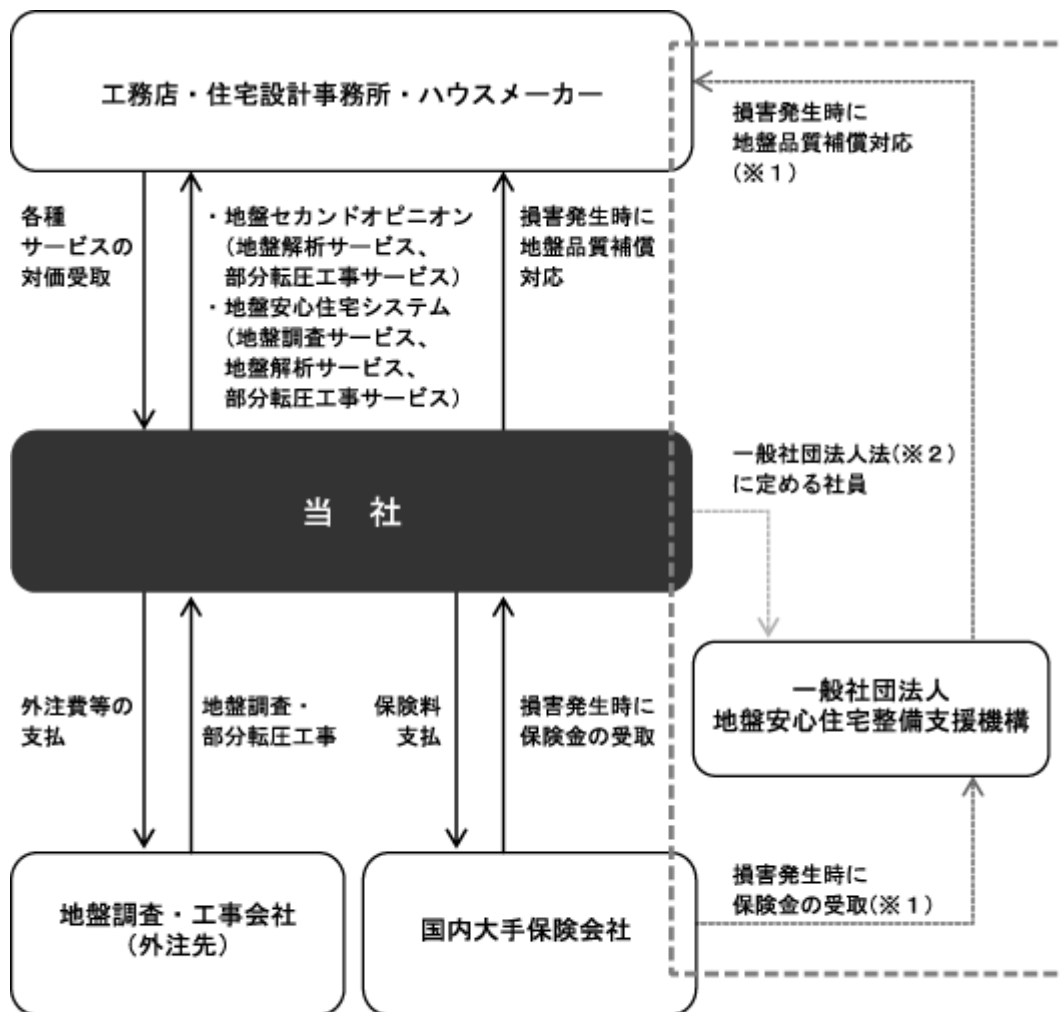 工務店・住宅設計事務所・ハウスメーカー
損害発生時に
地盤品質補償対応
(※１)
各種
サービスの
対価受取
・地盤セカンドオピニオン
（地盤解析サービス、
部分転圧工事サービス）
・地盤安心住宅システム
（地盤調査サービス、
地盤解析サービス、
部分転圧工事サービス）
損害発生時に
地盤品質補償
対応
当　社
一般社団法人法(※２)
に定める社員
外注費等の
支払
地盤調査・
部分転圧工事
保険料
支払
損害発生時に
保険金の受取
一般社団法人
地盤安心住宅整備支援機構
地盤調査・工事会社
（外注先）
国内大手保険会社
損害発生時に
保険金の受取(※１)